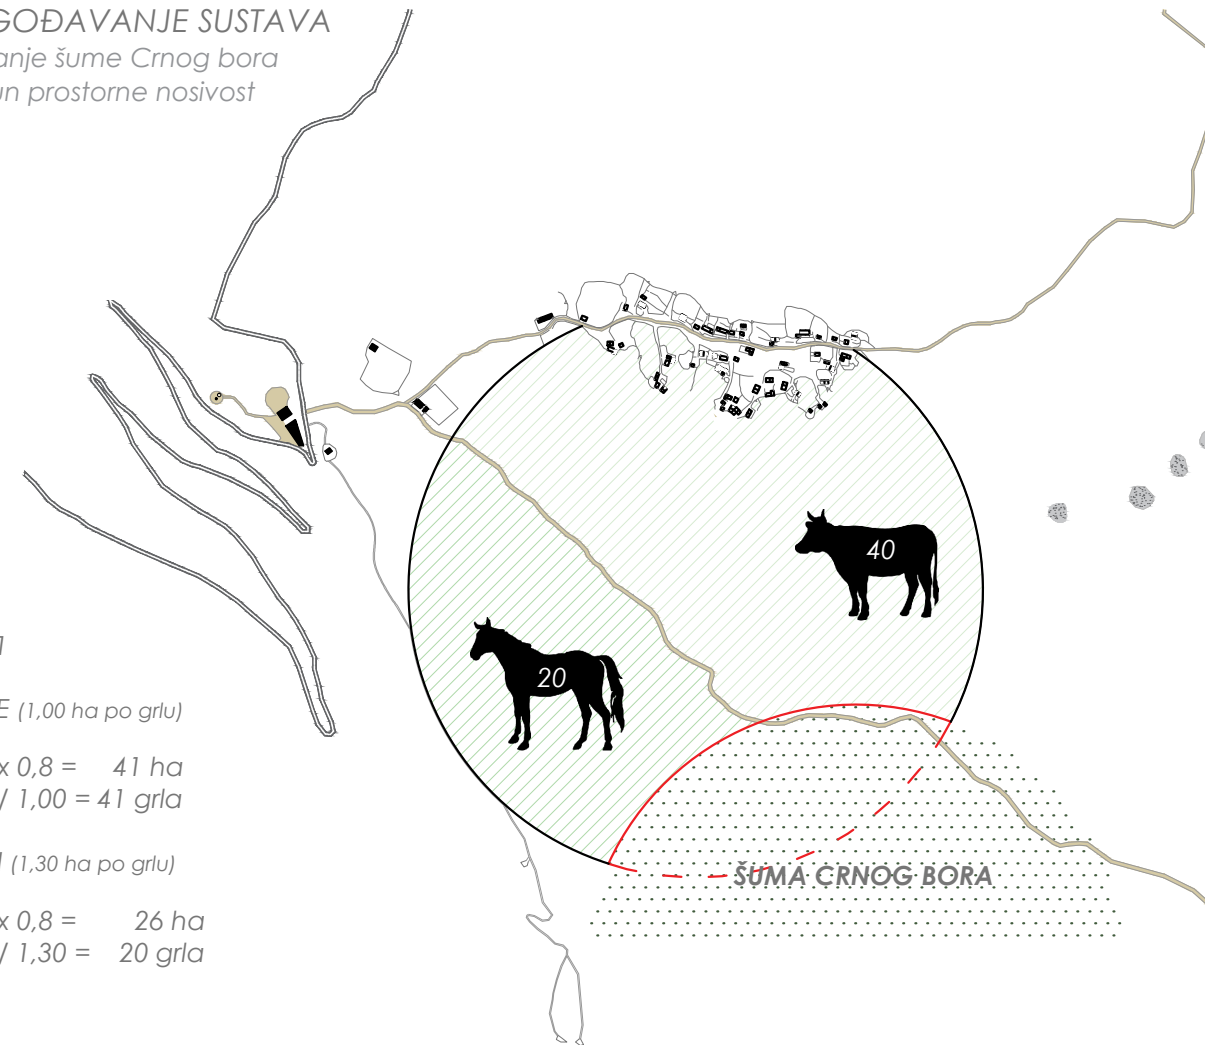 GOĐAVANJE SUSTAVA
anje šume Crnog bora
un prostorne nosivost
40
20
E (1,00 ha po grlu)
x 0,8 = 41 ha
/ 1,00 = 41 grla
(1,30 ha po grlu)
x 0,8 = 26 ha
/ 1,30 = 20 grla
ŠUMA CRNOG BORA